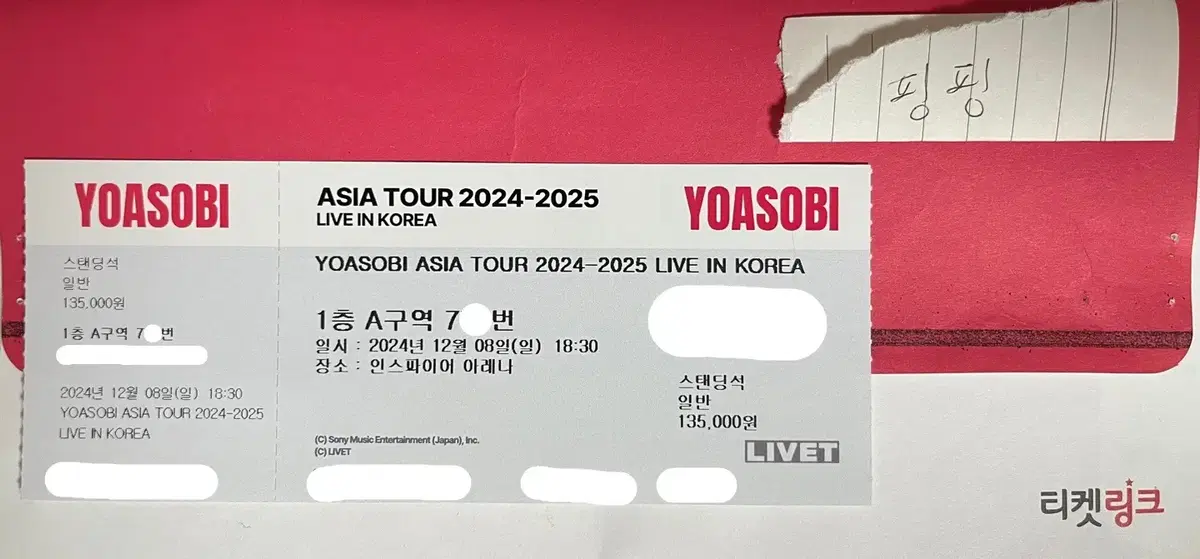 핑핑
YOASOBI
스탠딩석
일반
135,000원
1층 A구역 7 번
2024년 12월 08일(일) 18:30
YOASOBI ASIA TOUR 2024-2025
LIVE IN KOREA
ASIA TOUR 2024-2025
LIVE IN KOREA
YOASOBI
YOASOBI ASIA TOUR 2024-2025 LIVE IN KOREA
1층 A구역 7 번
일시 : 2024년 12월 08일(일) 18:30
장소 : 인스파이어 아레나
스탠딩석
일반
135,000원
(C) Sony Music Entertainment (Japan), Inc.
(C) LIVET
LIVET
티켓링크